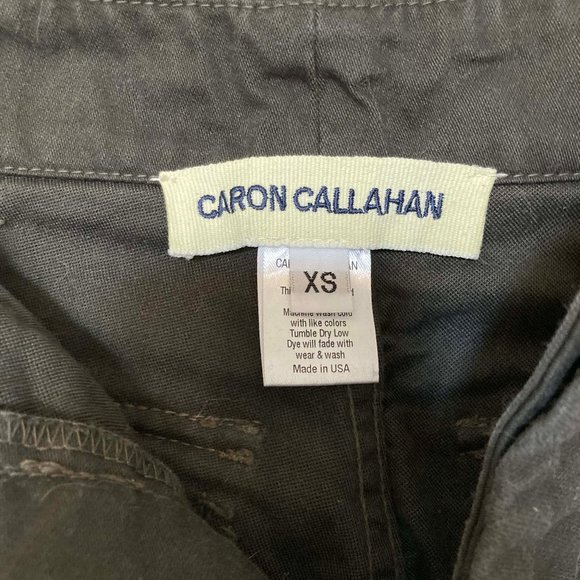 CARON CALLAHAN
XS
Machine wash cold
with like colors
Tumble Dry Low
Dye will fade with
wear & wash
Made in USA